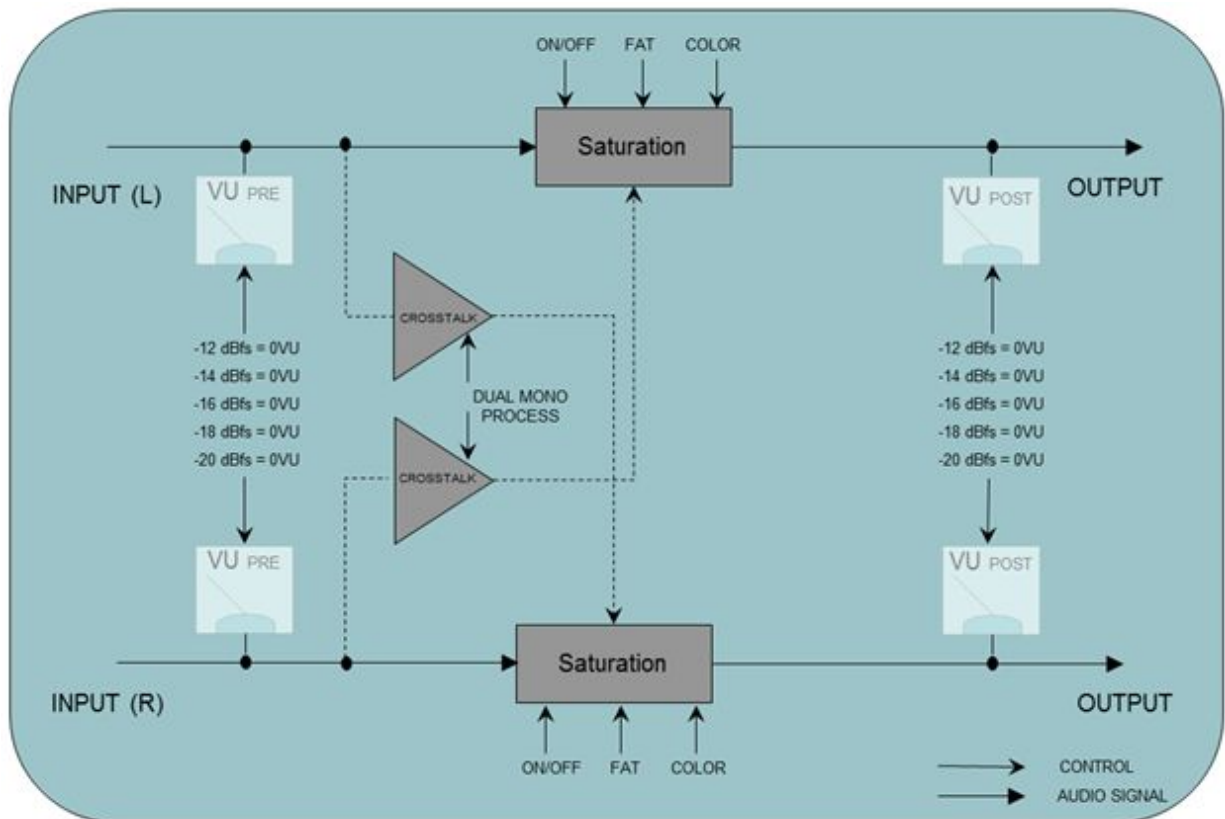 ON/OFF FAT COLOR
Saturation
INPUT (L)
VU PRE
VU POST
OUTPUT
CROSSTALK
-12 dBfs = 0VU
-14 dBfs = 0VU
-16 dBfs = 0VU
-18 dBfs = 0VU
-20 dBfs = 0VU
DUAL MONO
PROCESS
-12 dBfs = 0VU
-14 dBfs = 0VU
-16 dBfs = 0VU
-18 dBfs = 0VU
-20 dBfs = 0VU
CROSSTALK
VU PRE
VU POST
Saturation
INPUT (R)
OUTPUT
ON/OFF FAT COLOR
CONTROL
AUDIO SIGNAL